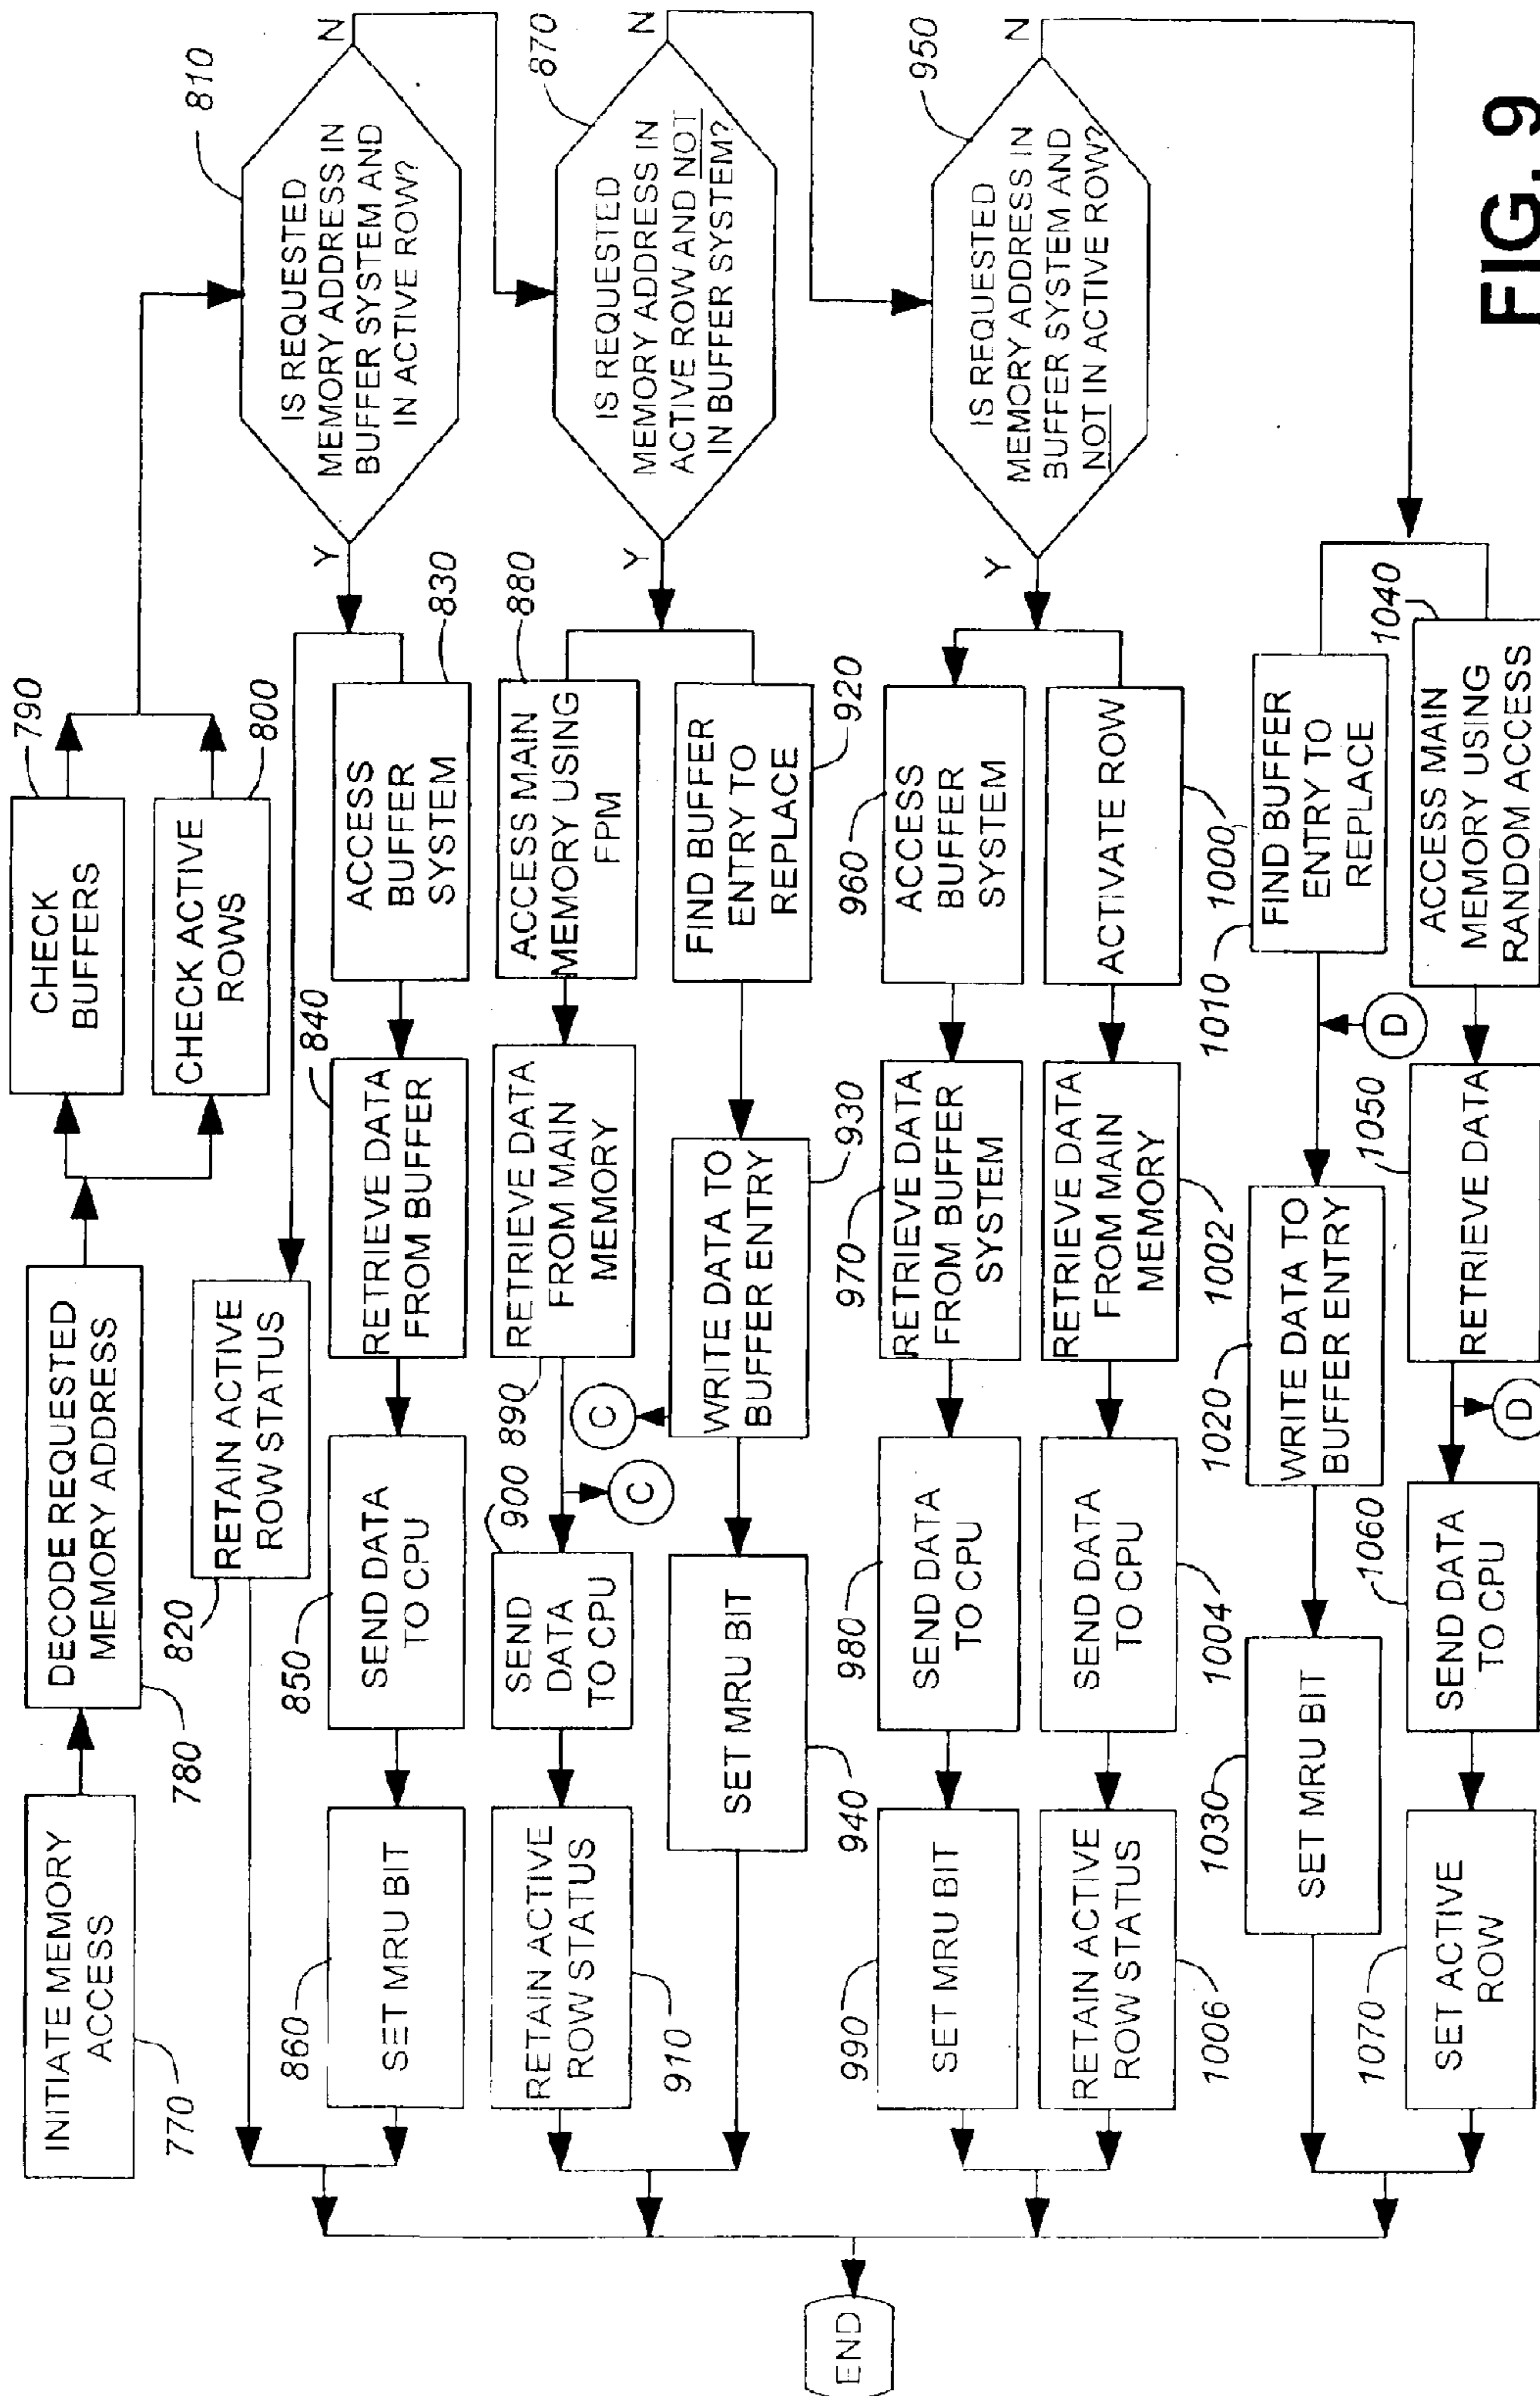 INITIATE MEMORY
ACCESS
770
DECODE REQUESTED
MEMORY ADDRESS
780
CHECK
BUFFERS
790
CHECK ACTIVE
ROWS
800
IS REQUESTED
MEMORY ADDRESS IN
BUFFER SYSTEM AND
IN ACTIVE ROW?
810
N
Y
RETAIN ACTIVE
ROW STATUS
820
ACCESS
BUFFER
SYSTEM
830
RETRIEVE DATA
FROM BUFFER
840
SEND DATA
TO CPU
850
SET MRU BIT
860
IS REQUESTED
MEMORY ADDRESS IN
ACTIVE ROW AND NOT
IN BUFFER SYSTEM?
870
N
Y
ACCESS MAIN
MEMORY USING
FPM
880
RETRIEVE DATA
FROM MAIN
MEMORY
890
C
SEND
DATA
TO CPU
900
RETAIN ACTIVE
ROW STATUS
910
FIND BUFFER
ENTRY TO
REPLACE
920
WRITE DATA TO
BUFFER ENTRY
930
C
SET MRU BIT
940
IS REQUESTED
MEMORY ADDRESS IN
BUFFER SYSTEM AND
NOT IN ACTIVE ROW?
950
N
Y
ACCESS
BUFFER
SYSTEM
960
RETRIEVE DATA
FROM BUFFER
SYSTEM
970
SEND DATA
TO CPU
980
SET MRU BIT
990
ACTIVATE ROW
1000
RETRIEVE DATA
FROM MAIN
MEMORY
1002
SEND DATA
TO CPU
1004
RETAIN ACTIVE
ROW STATUS
1006
FIND BUFFER
ENTRY TO
REPLACE
1010
D
WRITE DATA TO
BUFFER ENTRY
1020
SET MRU BIT
1030
ACCESS MAIN
MEMORY USING
RANDOM ACCESS
1040
RETRIEVE DATA
1050
D
SEND DATA
TO CPU
1060
SET ACTIVE
ROW
1070
END
FIG. 9